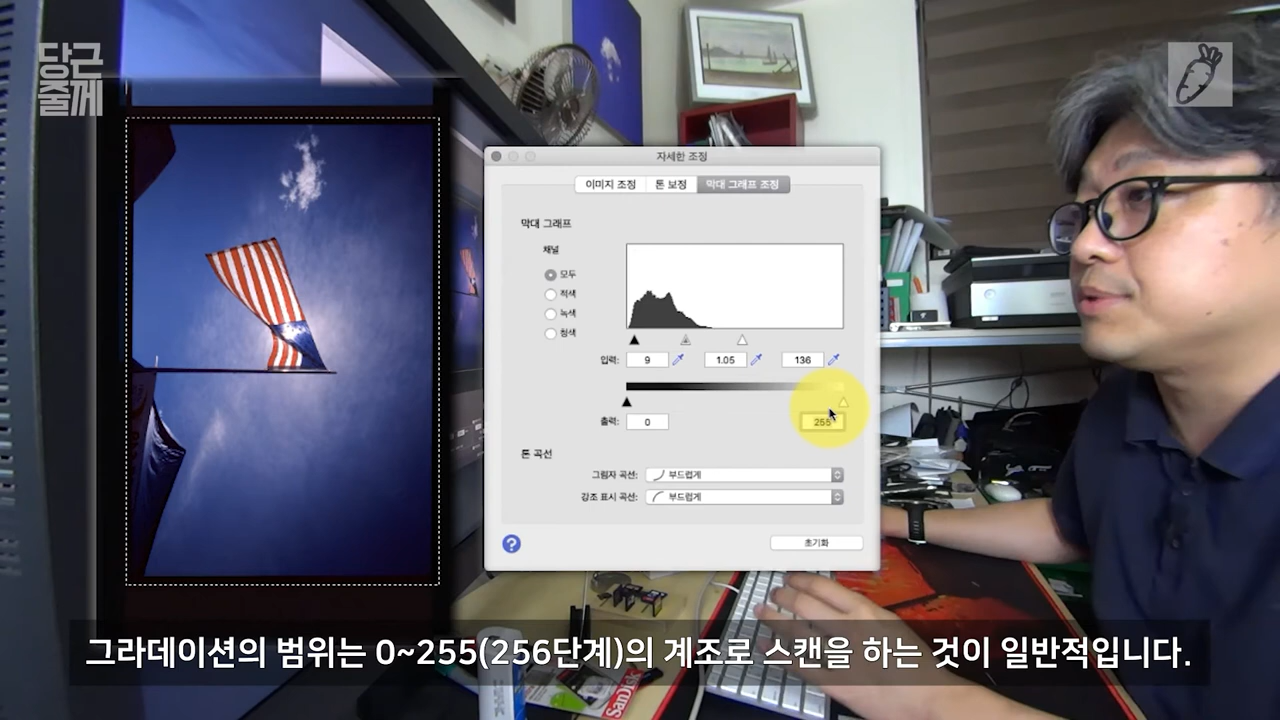 당근
줄께
자세한 조정
이미지 조정
톤 보정
막대 그래프 조정
막대 그래프
채널
모두
적색
녹색
청색
입력:
9
1.05
136
출력:
0
255
톤 곡선
그림자 곡선:
부드럽게
강조 표시 곡선:
부드럽게
?
초기화
그라데이션의 범위는 0~255(256단계)의 계조로 스캔을 하는 것이 일반적입니다.
SanDisk